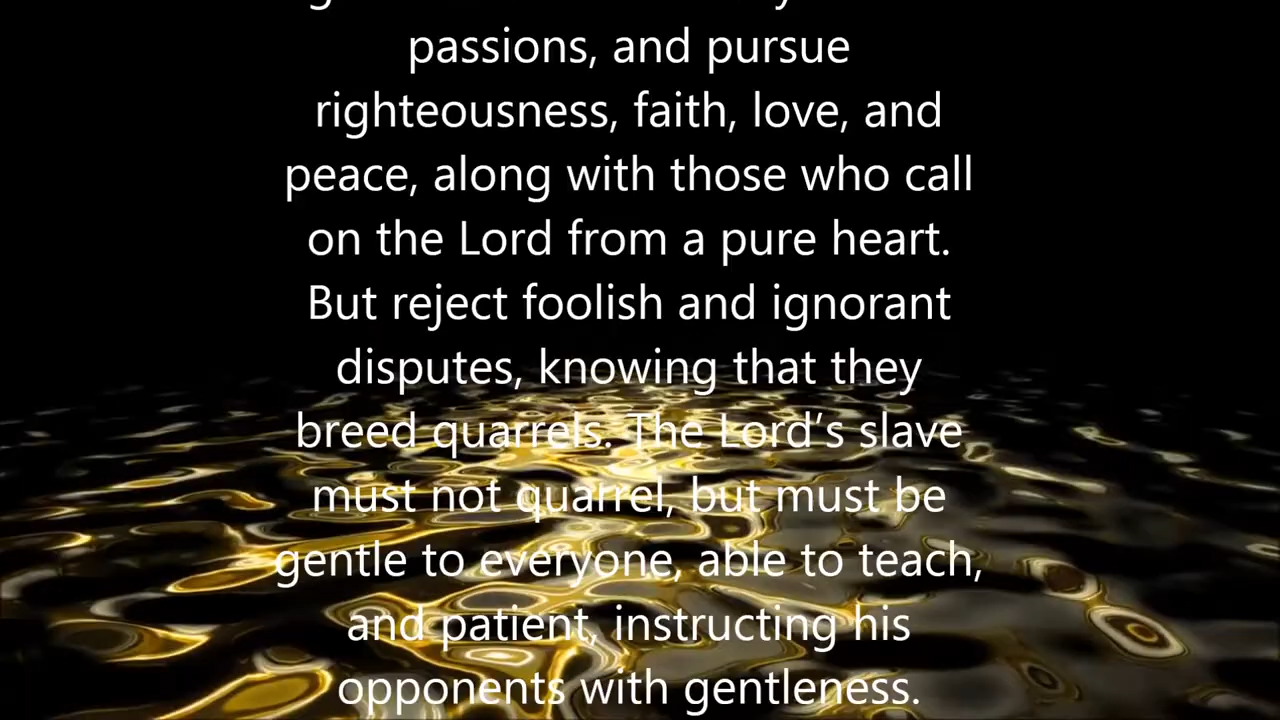 passions, and pursue
righteousness, faith, love, and
peace, along with those who call
on the Lord from a pure heart.
But reject foolish and ignorant
disputes, knowing that they
breed quarrels. The Lord’s slave
must not quarrel, but must be
gentle to everyone, able to teach,
and patient, instructing his
opponents with gentleness.